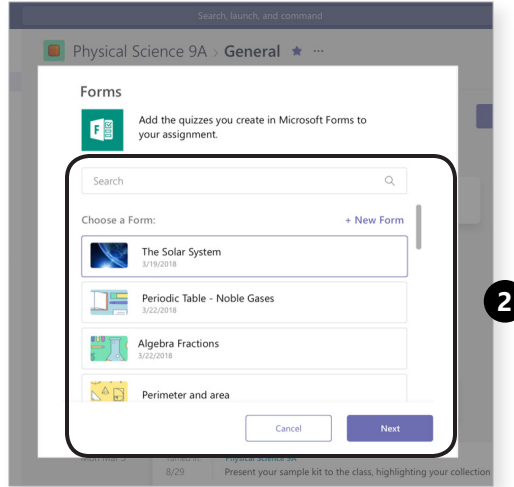 Search, launch, and command
Physical Science 9A > General ★ ...
Forms
F
Add the quizzes you create in Microsoft Forms to
your assignment.
Search
Choose a Form:
+ New Form
The Solar System
3/19/2018
Periodic Table - Noble Gases
3/22/2018
2
Algebra Fractions
3/22/2018
Perimeter and area
Cancel
Next
8/29
Present your sample kit to the class, highlighting your collection